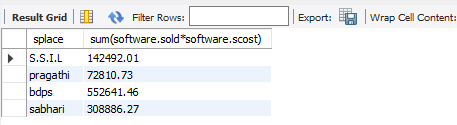 Result Grid Filter Rows: Export: Wrap Cell Content:
splace sum(software.sold*software.scost)
S.S.I.L 142492.01
pragathi 72810.73
bdps 552641.46
sabhari 308886.27